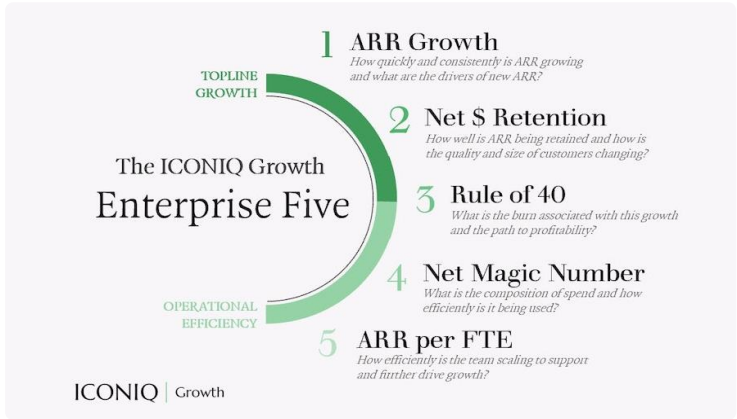 1 ARR Growth
How quickly and consistently is ARR growing
and what are the drivers of new ARR?
TOPLINE
GROWTH
2 Net $ Retention
How well is ARR being retained and how is
the quality and size of customers changing?
The ICONIQ Growth
Enterprise Five
3 Rule of 40
What is the burn associated with this growth
and the path to profitability?
4 Net Magic Number
What is the composition of spend and how
efficiently is it being used?
OPERATIONAL
EFFICIENCY
5 ARR per FTE
How efficiently is the team scaling to support
and further drive growth?
ICONIQ | Growth